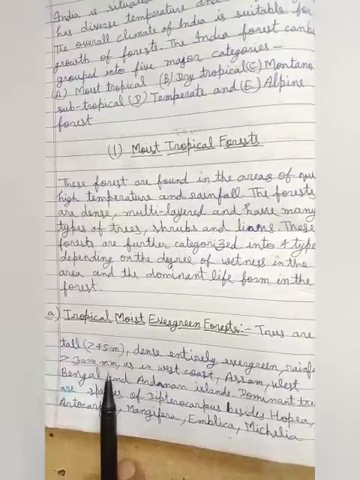 India is situated
has diverse temperature and
The overall climate of India is suitable for
growth of forests. The India forest can be
grouped into five major categories -
(A) Moist tropical (B) Dry tropical (C) Montane
sub-tropical (D) Temperate and (E) Alpine
forest
(1) Moist Tropical Forests
These forest are found in the areas of
high temperature and rainfall. The forests
are dense, multi-layered and have many
types of trees, shrubs and lians. These
forests are further categorized into 4 type
depending on the degree of wetness in the
area and the dominant life form in the
forest.
a) Tropical Moist Evergreen Forests:- Trees are
tall (>45m), dense entirely evergreen,
> 3000 mm, as in west coast, Assam, West
Bengal and Andaman islands. Dominant
are of Dipterocarpus besides Hopea,
Artocarpus, Mangifera, Emblica, Michelia